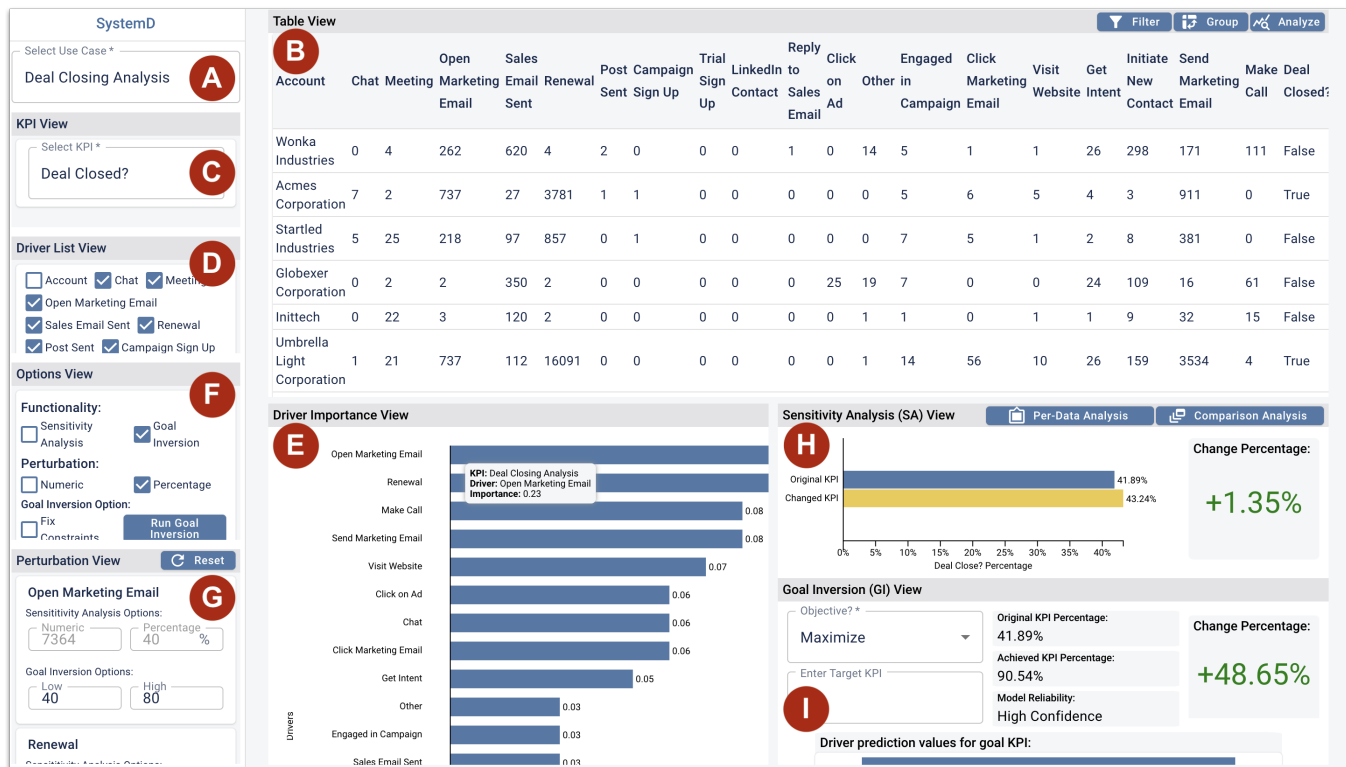 SystemD
Select Use Case *
Deal Closing Analysis
A
KPI View
Select KPI *
Deal Closed?
C
Driver List View
D
Account Chat Meeting
Open Marketing Email
Sales Email Sent Renewal
Post Sent Campaign Sign Up
Options View
F
Functionality:
Sensitivity Analysis
Goal Inversion
Perturbation:
Numeric Percentage
Goal Inversion Option:
Fix Constraints
Run Goal Inversion
Perturbation View Reset
G
Open Marketing Email
Sensititivity Analysis Options:
Numeric Percentage
7364 40 %
Goal Inversion Options:
Low High
40 80
Renewal
Sensititivity Analysis Options:
Table View Filter Group Analyze
B
Account Chat Meeting Open Marketing Email Sales Email Sent Renewal Post Sent Campaign Sign Up Trial Sign Up LinkedIn Contact Reply to Sales Email Click on Ad Other Engaged in Campaign Click Marketing Email Visit Website Get Intent Initiate New Contact Send Marketing Email Make Call Deal Closed?
Wonka Industries 0 4 262 620 4 2 0 0 0 1 0 14 5 1 1 26 298 171 111 False
Acmes Corporation 7 2 737 27 3781 1 1 0 0 0 0 0 5 6 5 4 3 911 0 True
Startled Industries 5 25 218 97 857 0 1 0 0 0 0 0 7 5 1 2 8 381 0 False
Globexer Corporation 0 2 2 350 2 0 0 0 0 0 25 19 7 0 0 24 109 16 61 False
Inittech 0 22 3 120 2 0 0 0 0 0 0 1 1 0 1 1 9 32 15 False
Umbrella Light Corporation 1 21 737 112 16091 0 0 0 0 0 0 1 14 56 10 26 159 3534 4 True
Driver Importance View
E
Open Marketing Email
KPI: Deal Closing Analysis
Driver: Open Marketing Email
Importance: 0.23
Renewal
Make Call 0.08
Send Marketing Email 0.08
Visit Website 0.07
Click on Ad 0.06
Chat 0.06
Click Marketing Email 0.06
Get Intent 0.05
Other 0.03
Engaged in Campaign 0.03
Sales Email Sent 0.03
Drivers
Sensitivity Analysis (SA) View Per-Data Analysis Comparison Analysis
H
Original KPI 41.89%
Changed KPI 43.24%
0% 5% 10% 15% 20% 25% 30% 35% 40%
Deal Close? Percentage
Change Percentage:
+1.35%
Goal Inversion (GI) View
Objective? *
Maximize
Enter Target KPI
I
Original KPI Percentage:
41.89%
Achieved KPI Percentage:
90.54%
Model Reliability:
High Confidence
Change Percentage:
+48.65%
Driver prediction values for goal KPI: